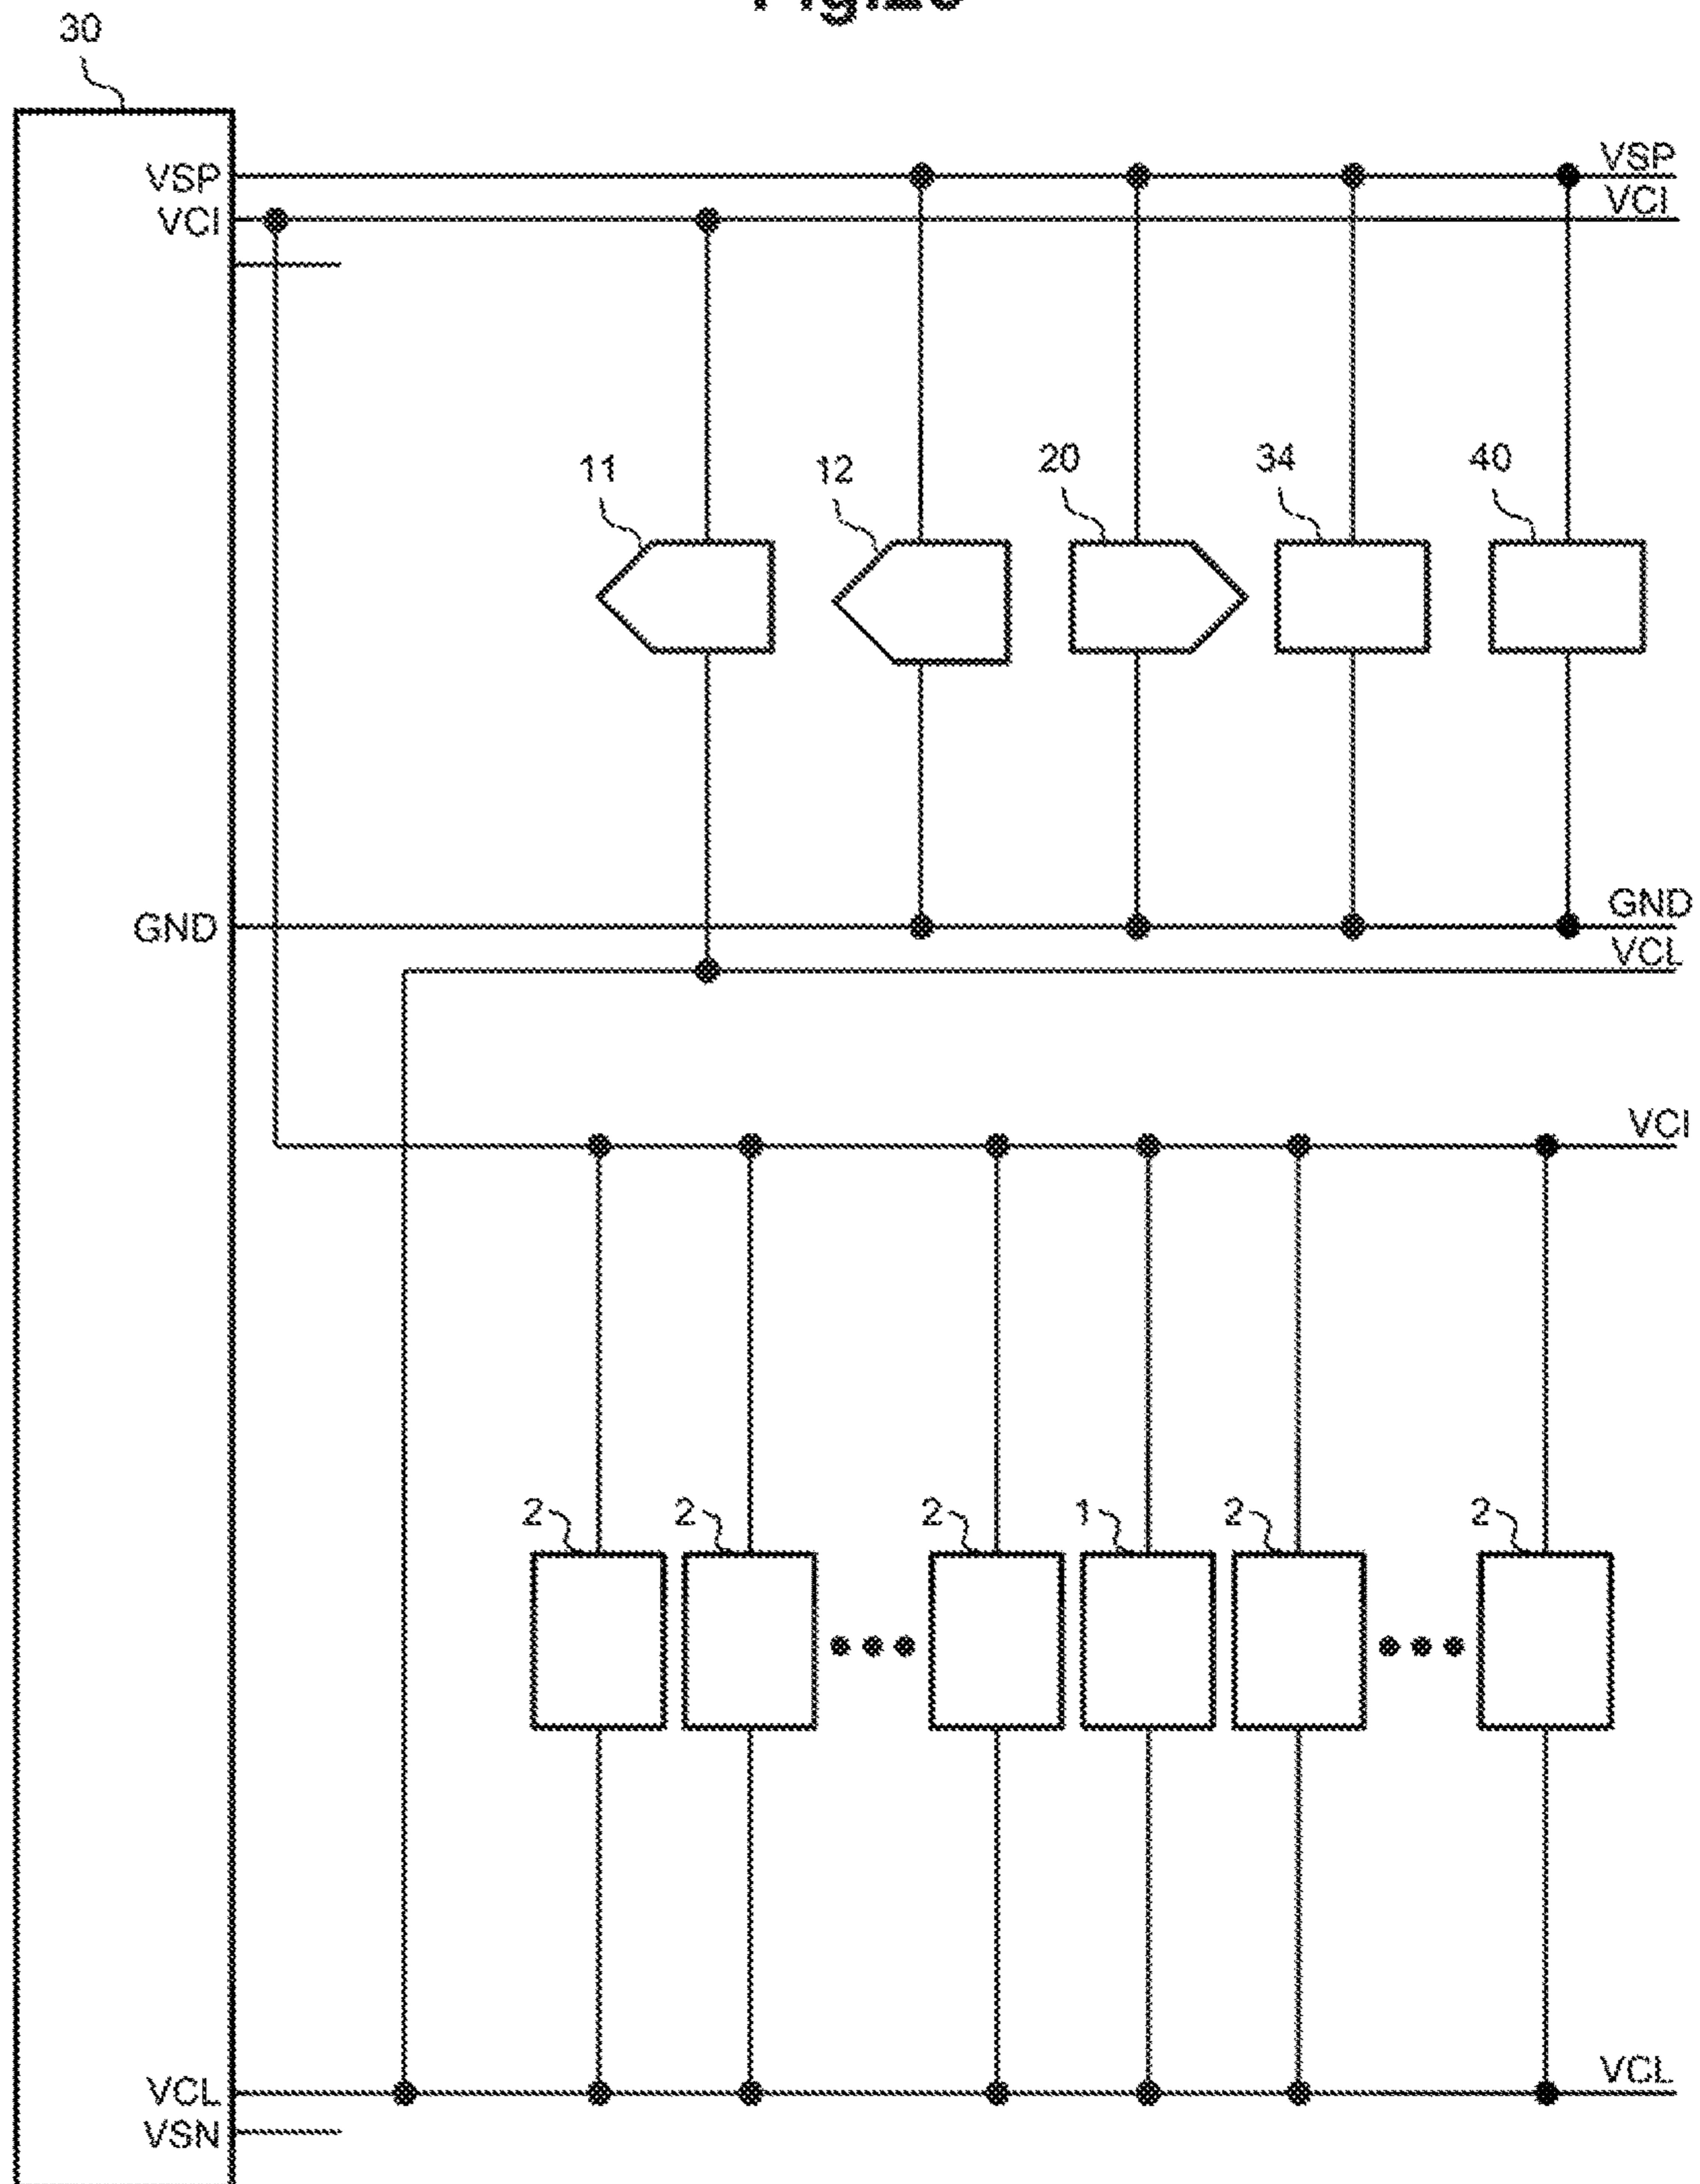 30
VSP VSP
VCI VCI
11 12 20 34 40
GND GND
VCL
VCI
2 2 2 1 2 2
VCL VCL
VSN